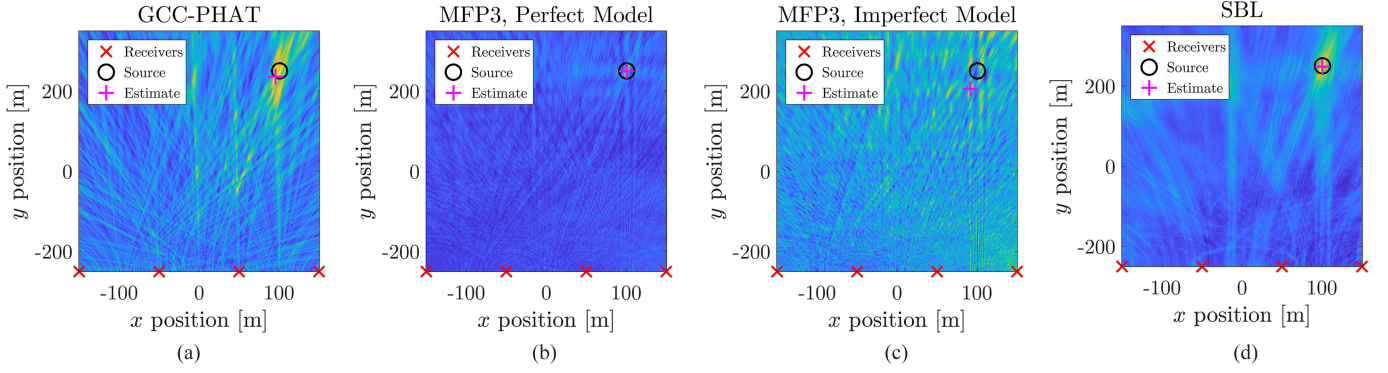 GCC-PHAT
Receivers
Source
Estimate
200
0
-200
y position [m]
-100 0 100
x position [m]
(a)
MFP3, Perfect Model
Receivers
Source
Estimate
200
0
-200
y position [m]
-100 0 100
x position [m]
(b)
MFP3, Imperfect Model
Receivers
Source
Estimate
200
0
-200
y position [m]
-100 0 100
x position [m]
(c)
SBL
Receivers
Source
Estimate
200
0
-200
y position [m]
-100 0 100
x position [m]
(d)